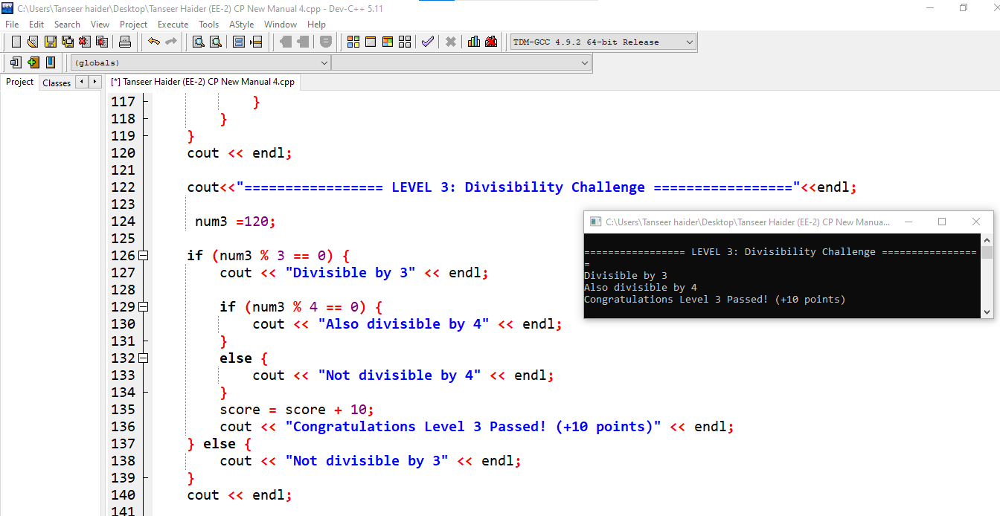 C:\Users\Tanseer haider\Desktop\Tanseer Haider (EE-2) CP New Manual 4.cpp - Dev-C++ 5.11
File Edit Search View Project Execute Tools AStyle Window Help
TDM-GCC 4.9.2 64-bit Release
(globals)
Project Classes [*] Tanseer Haider (EE-2) CP New Manual 4.cpp
117 }
118 }
119 }
120 cout << endl;
121
122 cout<<"================= LEVEL 3: Divisibility Challenge ================="<<endl;
123
124 num3 =120;
125
126 if (num3 % 3 == 0) {
127 cout << "Divisible by 3" << endl;
128
129 if (num3 % 4 == 0) {
130 cout << "Also divisible by 4" << endl;
131 }
132 else {
133 cout << "Not divisible by 4" << endl;
134 }
135 score = score + 10;
136 cout << "Congratulations Level 3 Passed! (+10 points)" << endl;
137 } else {
138 cout << "Not divisible by 3" << endl;
139 }
140 cout << endl;
141
C:\Users\Tanseer haider\Desktop\Tanseer Haider (EE-2) CP New Manua...
================= LEVEL 3: Divisibility Challenge ================
=
Divisible by 3
Also divisible by 4
Congratulations Level 3 Passed! (+10 points)